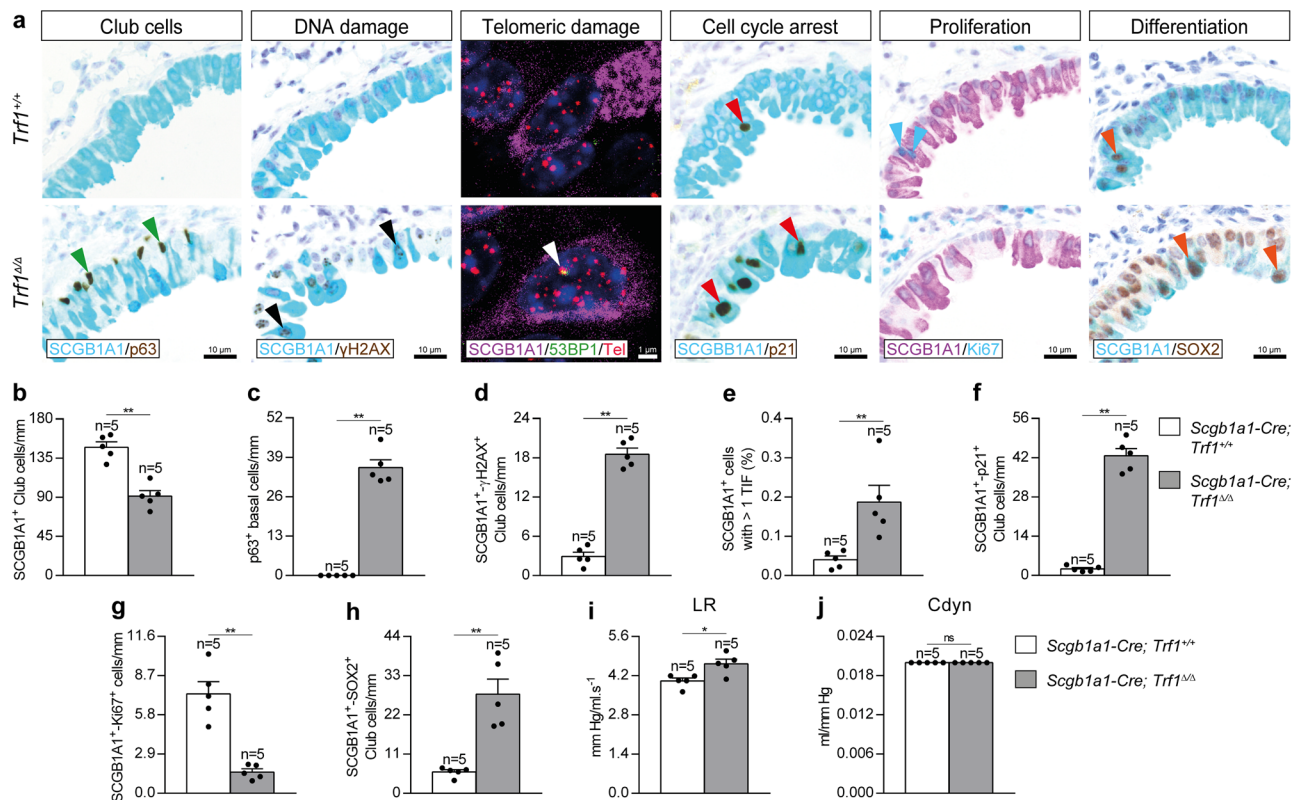 a
Club cells
DNA damage
Telomeric damage
Cell cycle arrest
Proliferation
Differentiation
Trf1+/+
Trf1Δ/Δ
SCGB1A1/p63
10 μm
SCGB1A1/γH2AX
10 μm
SCGB1A1/53BP1/Tel
1 μm
SCGBB1A1/p21
10 μm
SCGB1A1/Ki67
10 μm
SCGB1A1/SOX2
10 μm
b
SCGB1A1+ Club cells/mm
180
135
90
45
0
**
n=5
n=5
c
p63+ basal cells/mm
52
39
26
13
0
**
n=5
n=5
d
SCGB1A1+-γH2AX+
Club cells/mm
24
18
12
6
0
**
n=5
n=5
e
SCGBB1A1+ cells
with > 1 TIF (%)
0.4
0.3
0.2
0.1
0.0
**
n=5
n=5
f
SCGB1A1+-p21+
Club cells/mm
56
42
28
14
0
**
n=5
n=5
Scgb1a1-Cre;
Trf1+/+
Scgb1a1-Cre;
Trf1Δ/Δ
g
SCGB1A1+-Ki67+ cells/mm
11.6
8.7
5.8
2.9
0.0
**
n=5
n=5
h
SCGB1A1+-SOX2+
Club cells/mm
44
33
22
11
0
**
n=5
n=5
i
LR
mm Hg/ml.s-1
5.6
4.2
2.8
1.4
0.0
*
n=5
n=5
j
Cdyn
ml/mm Hg
0.024
0.018
0.012
0.006
0.000
ns
n=5
n=5
Scgb1a1-Cre; Trf1+/+
Scgb1a1-Cre; Trf1Δ/Δ